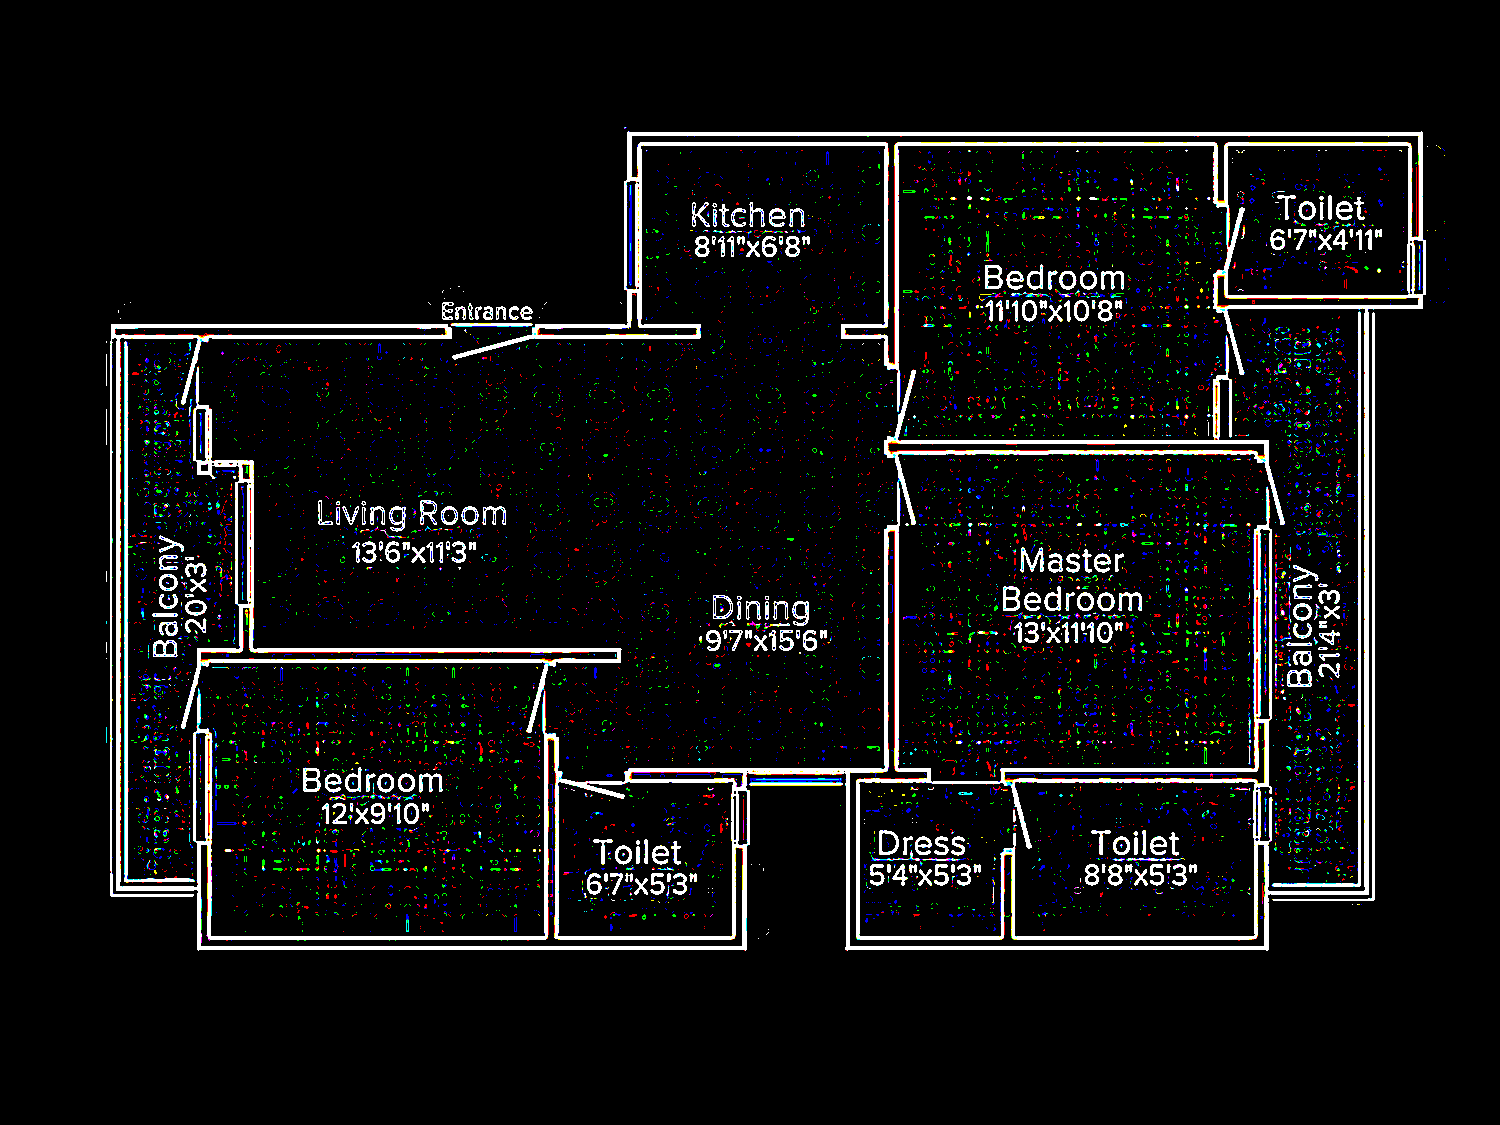 Kitchen
8'11"x6'8"
Toilet
6'7"x4'11"
Bedroom
11'10"x10'8"
Entrance
Living Room
13'6"x11'3"
Balcony
20'x3'
Dining
9'7"x15'6"
Master
Bedroom
13'x11'10"
Balcony
21'4"x3'
Bedroom
12'x9'10"
Toilet
6'7"x5'3"
Dress
5'4"x5'3"
Toilet
8'8"x5'3"